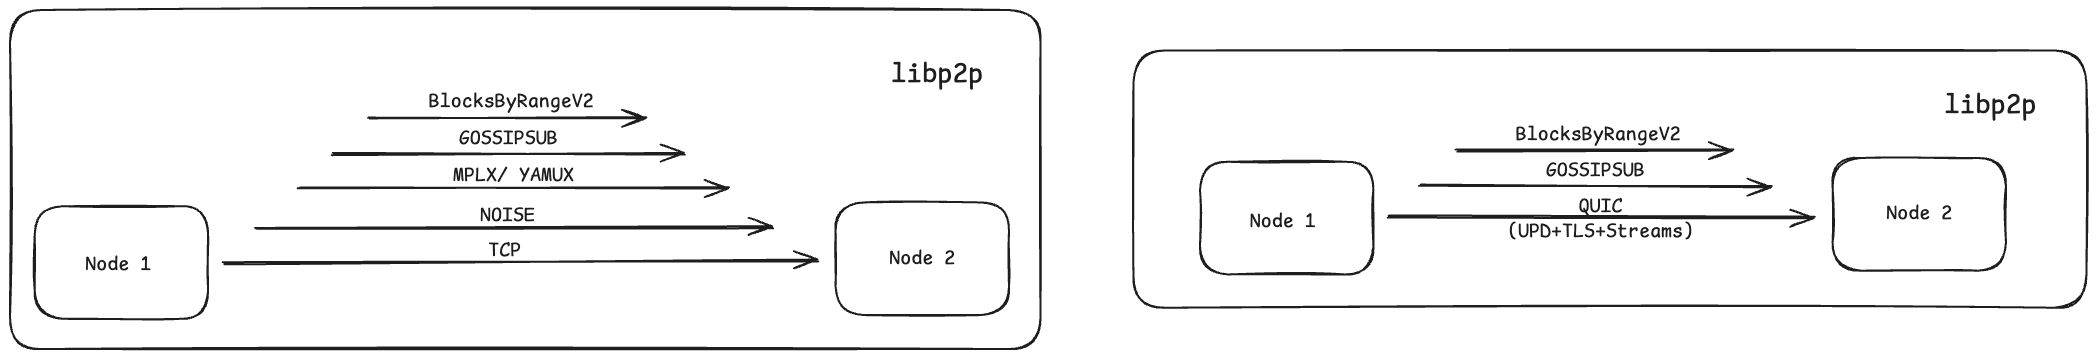 libp2p
BlocksByRangeV2
GOSSIPSUB
MPLX/ YAMUX
NOISE
TCP
Node 1
Node 2
libp2p
BlocksByRangeV2
GOSSIPSUB
QUIC
(UPD+TLS+Streams)
Node 1
Node 2